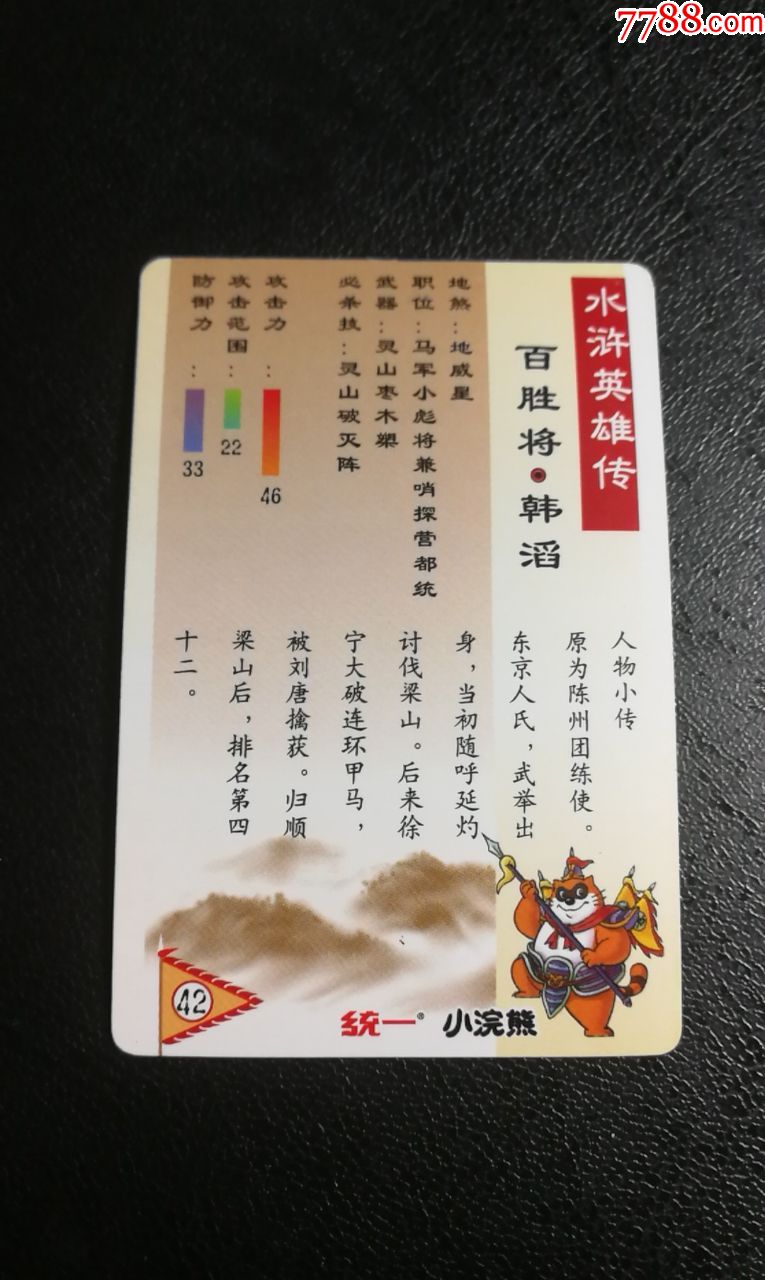 7788.com
水浒英雄传
百胜将·韩滔
地煞：地威星
职位：马军小彪将兼哨探营都统
武器：灵山枣木槊
必杀技：灵山破灭阵
攻击力：46
攻击范围：22
防御力：33
人物小传
原为陈州团练使。
东京人氏，武举出
身，当初随呼延灼
讨伐梁山。后来徐
宁大破连环甲马，
被刘唐擒获。归顺
梁山后，排名第四
十二。
42
统一® 小浣熊